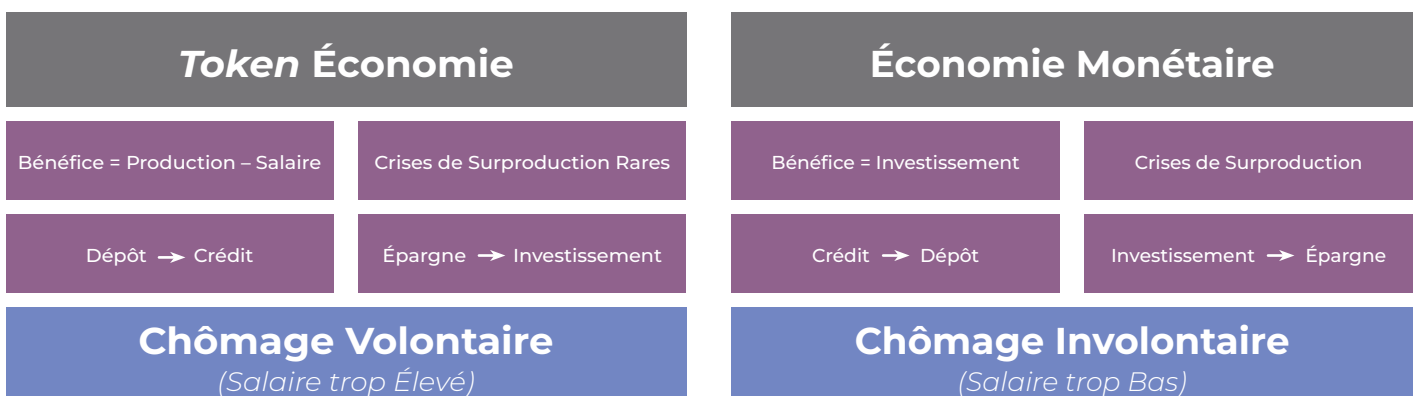 Token Économie
Bénéfice = Production – Salaire
Crises de Surproduction Rares
Dépôt → Crédit
Épargne → Investissement
Chômage Volontaire
(Salaire trop Élevé)
Économie Monétaire
Bénéfice = Investissement
Crises de Surproduction
Crédit → Dépôt
Investissement → Épargne
Chômage Involontaire
(Salaire trop Bas)